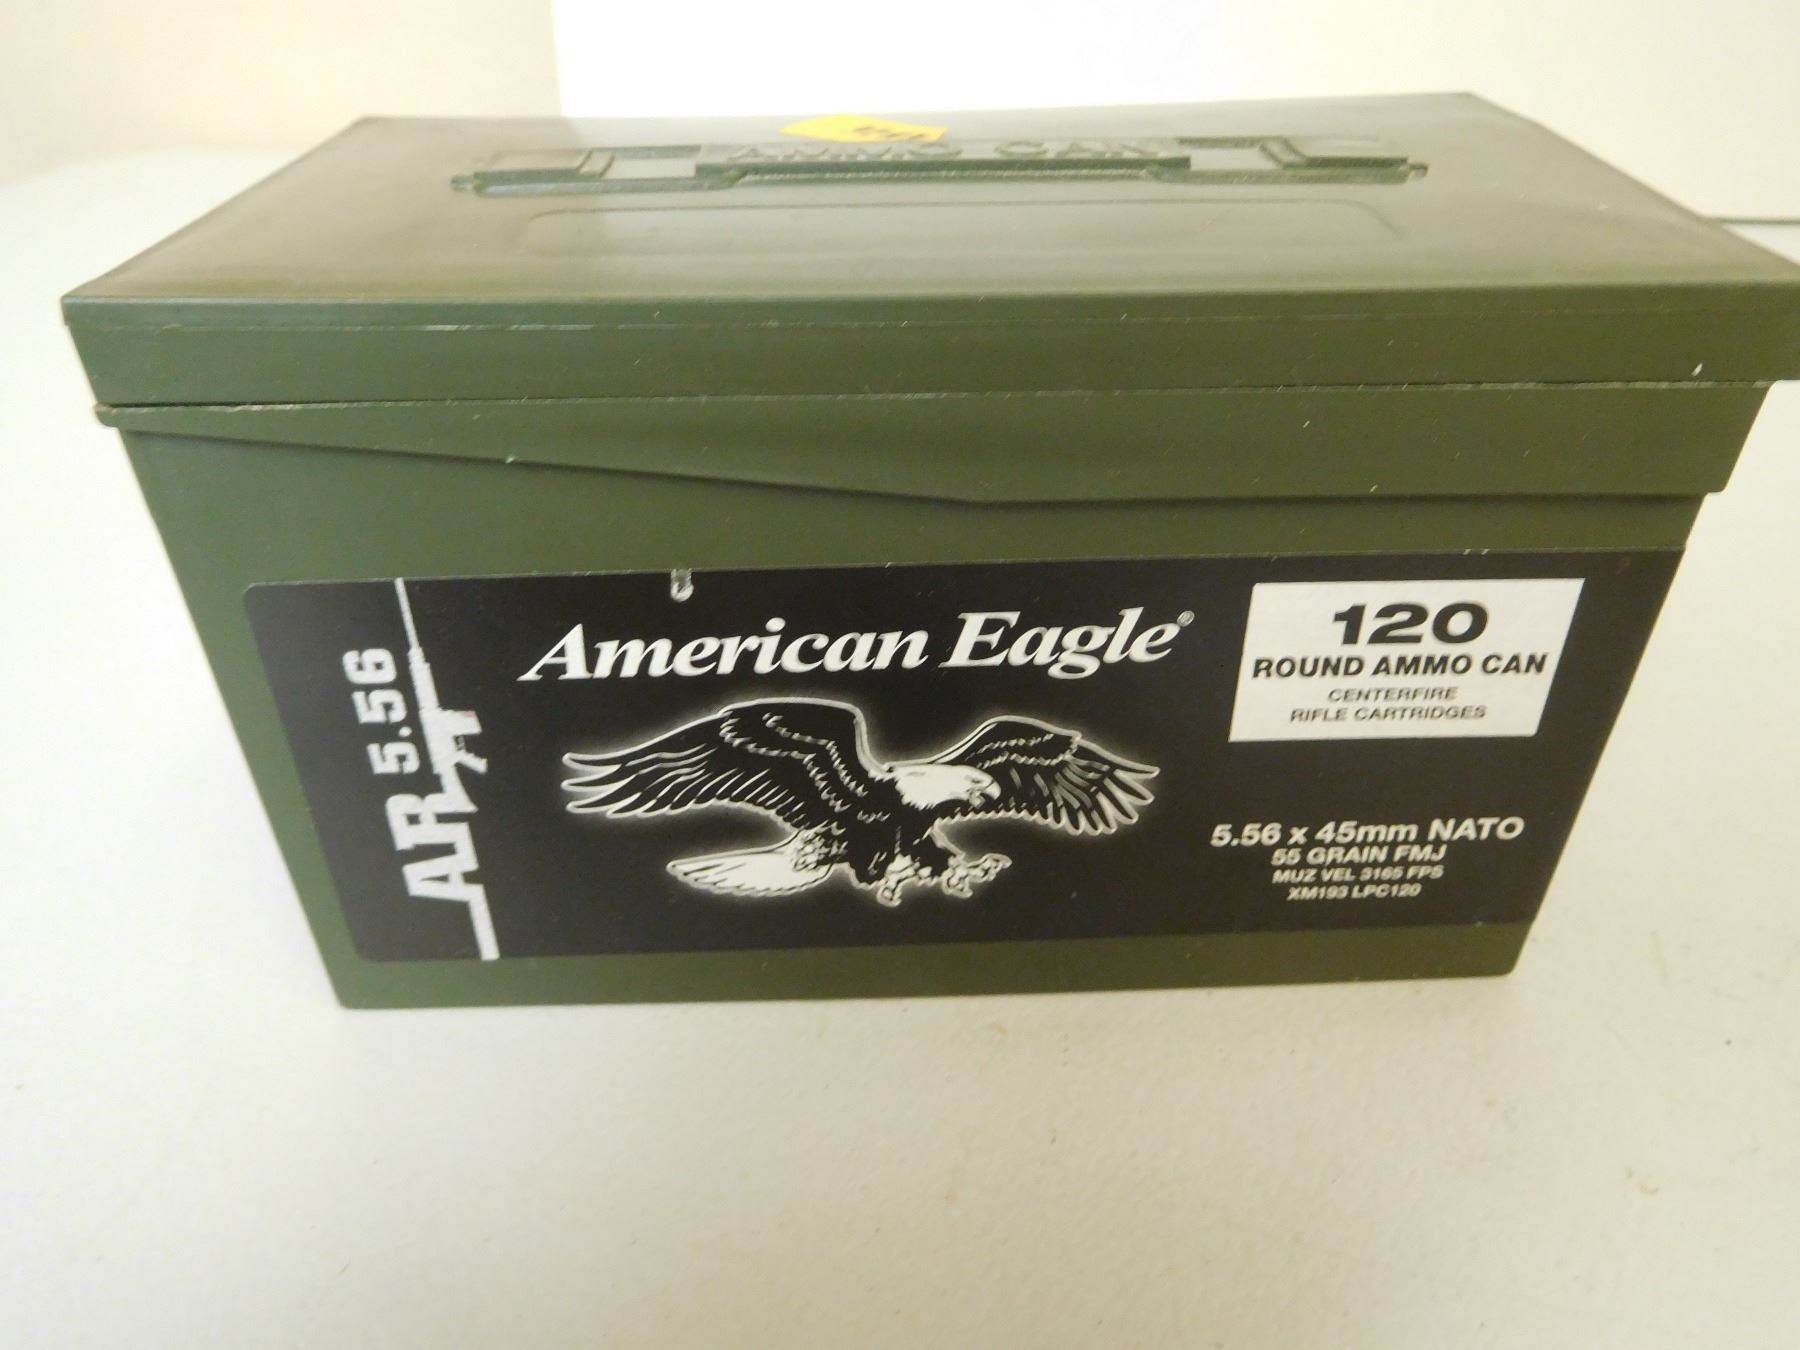 AMMO CAN
AR 5.56
American Eagle®
120
ROUND AMMO CAN
CENTERFIRE
RIFLE CARTRIDGES
5.56 x 45mm NATO
55 GRAIN FMJ
MUZ VEL 3165 FPS
XM193 LPC120